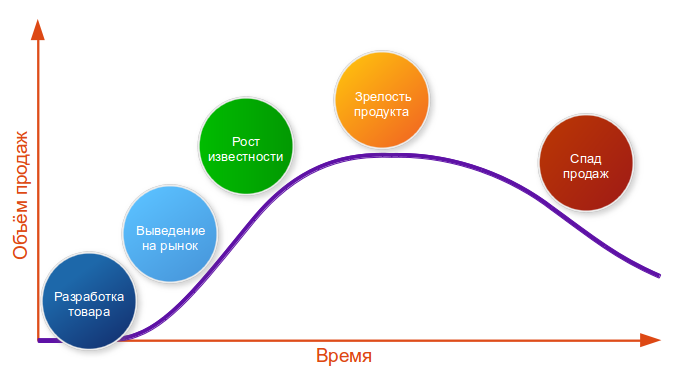 Объём продаж
Зрелость
продукта
Рост
известности
Спад
продаж
Выведение
на рынок
Разработка
товара
Время